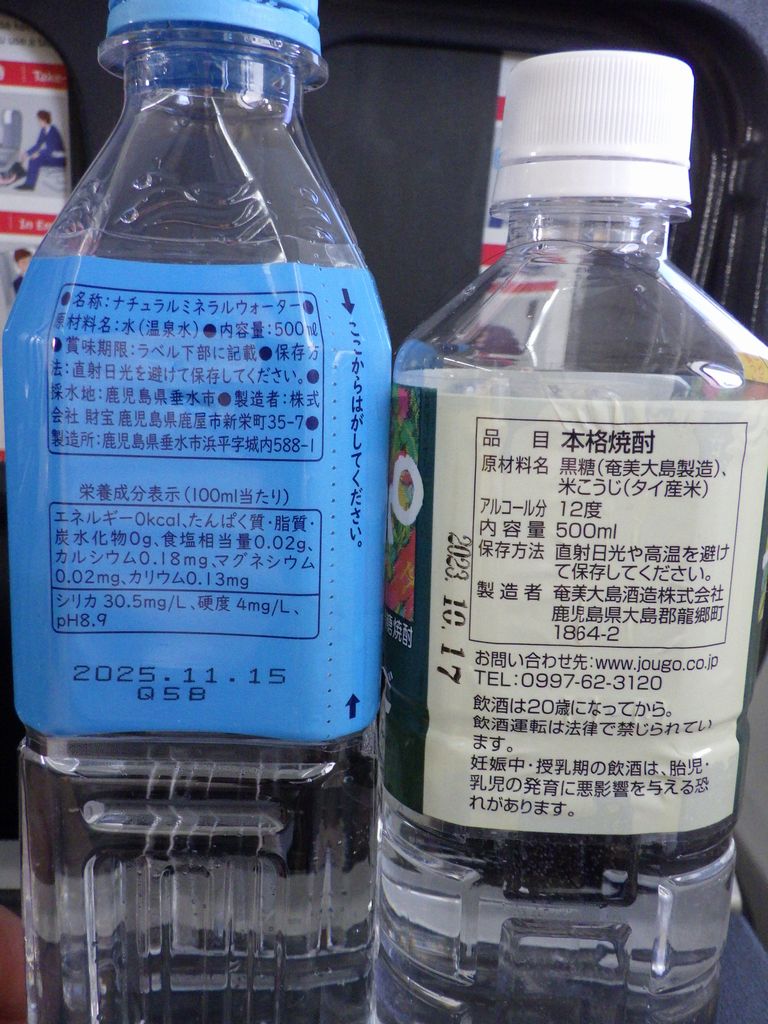 Take-
In E
●名称:ナチュラルミネラルウォーター●
原材料名:水(温泉水)●内容量:500㎖
●賞味期限:ラベル下部に記載●保存方
法:直射日光を避けて保存してください。●
採水地:鹿児島県垂水市●製造者:株式
会社 財宝 鹿児島県鹿屋市新栄町35-7●
製造所:鹿児島県垂水市浜平字城内588-1
栄養成分表示(100ml当たり)
エネルギー0kcal、たんぱく質・脂質・
炭水化物0g、食塩相当量0.02g、
カルシウム0.18mg、マグネシウム
0.02mg、カリウム0.13mg
シリカ 30.5mg/L、硬度 4mg/L、
pH8.9
2025.11.15
Q5B
↓ここからはがしてください。↑
糖焼酎
2023.10.17
品目 本格焼酎
原材料名 黒糖(奄美大島製造)、
米こうじ(タイ産米)
アルコール分 12度
内容量 500ml
保存方法 直射日光や高温を避け
て保存してください。
製造者 奄美大島酒造株式会社
鹿児島県大島郡龍郷町
1864-2
お問い合わせ先:www.jougo.co.jp
TEL:0997-62-3120
飲酒は20歳になってから。
飲酒運転は法律で禁じられてい
ます。
妊娠中・授乳期の飲酒は、胎児・
乳児の発育に悪影響を与える恐
れがあります。